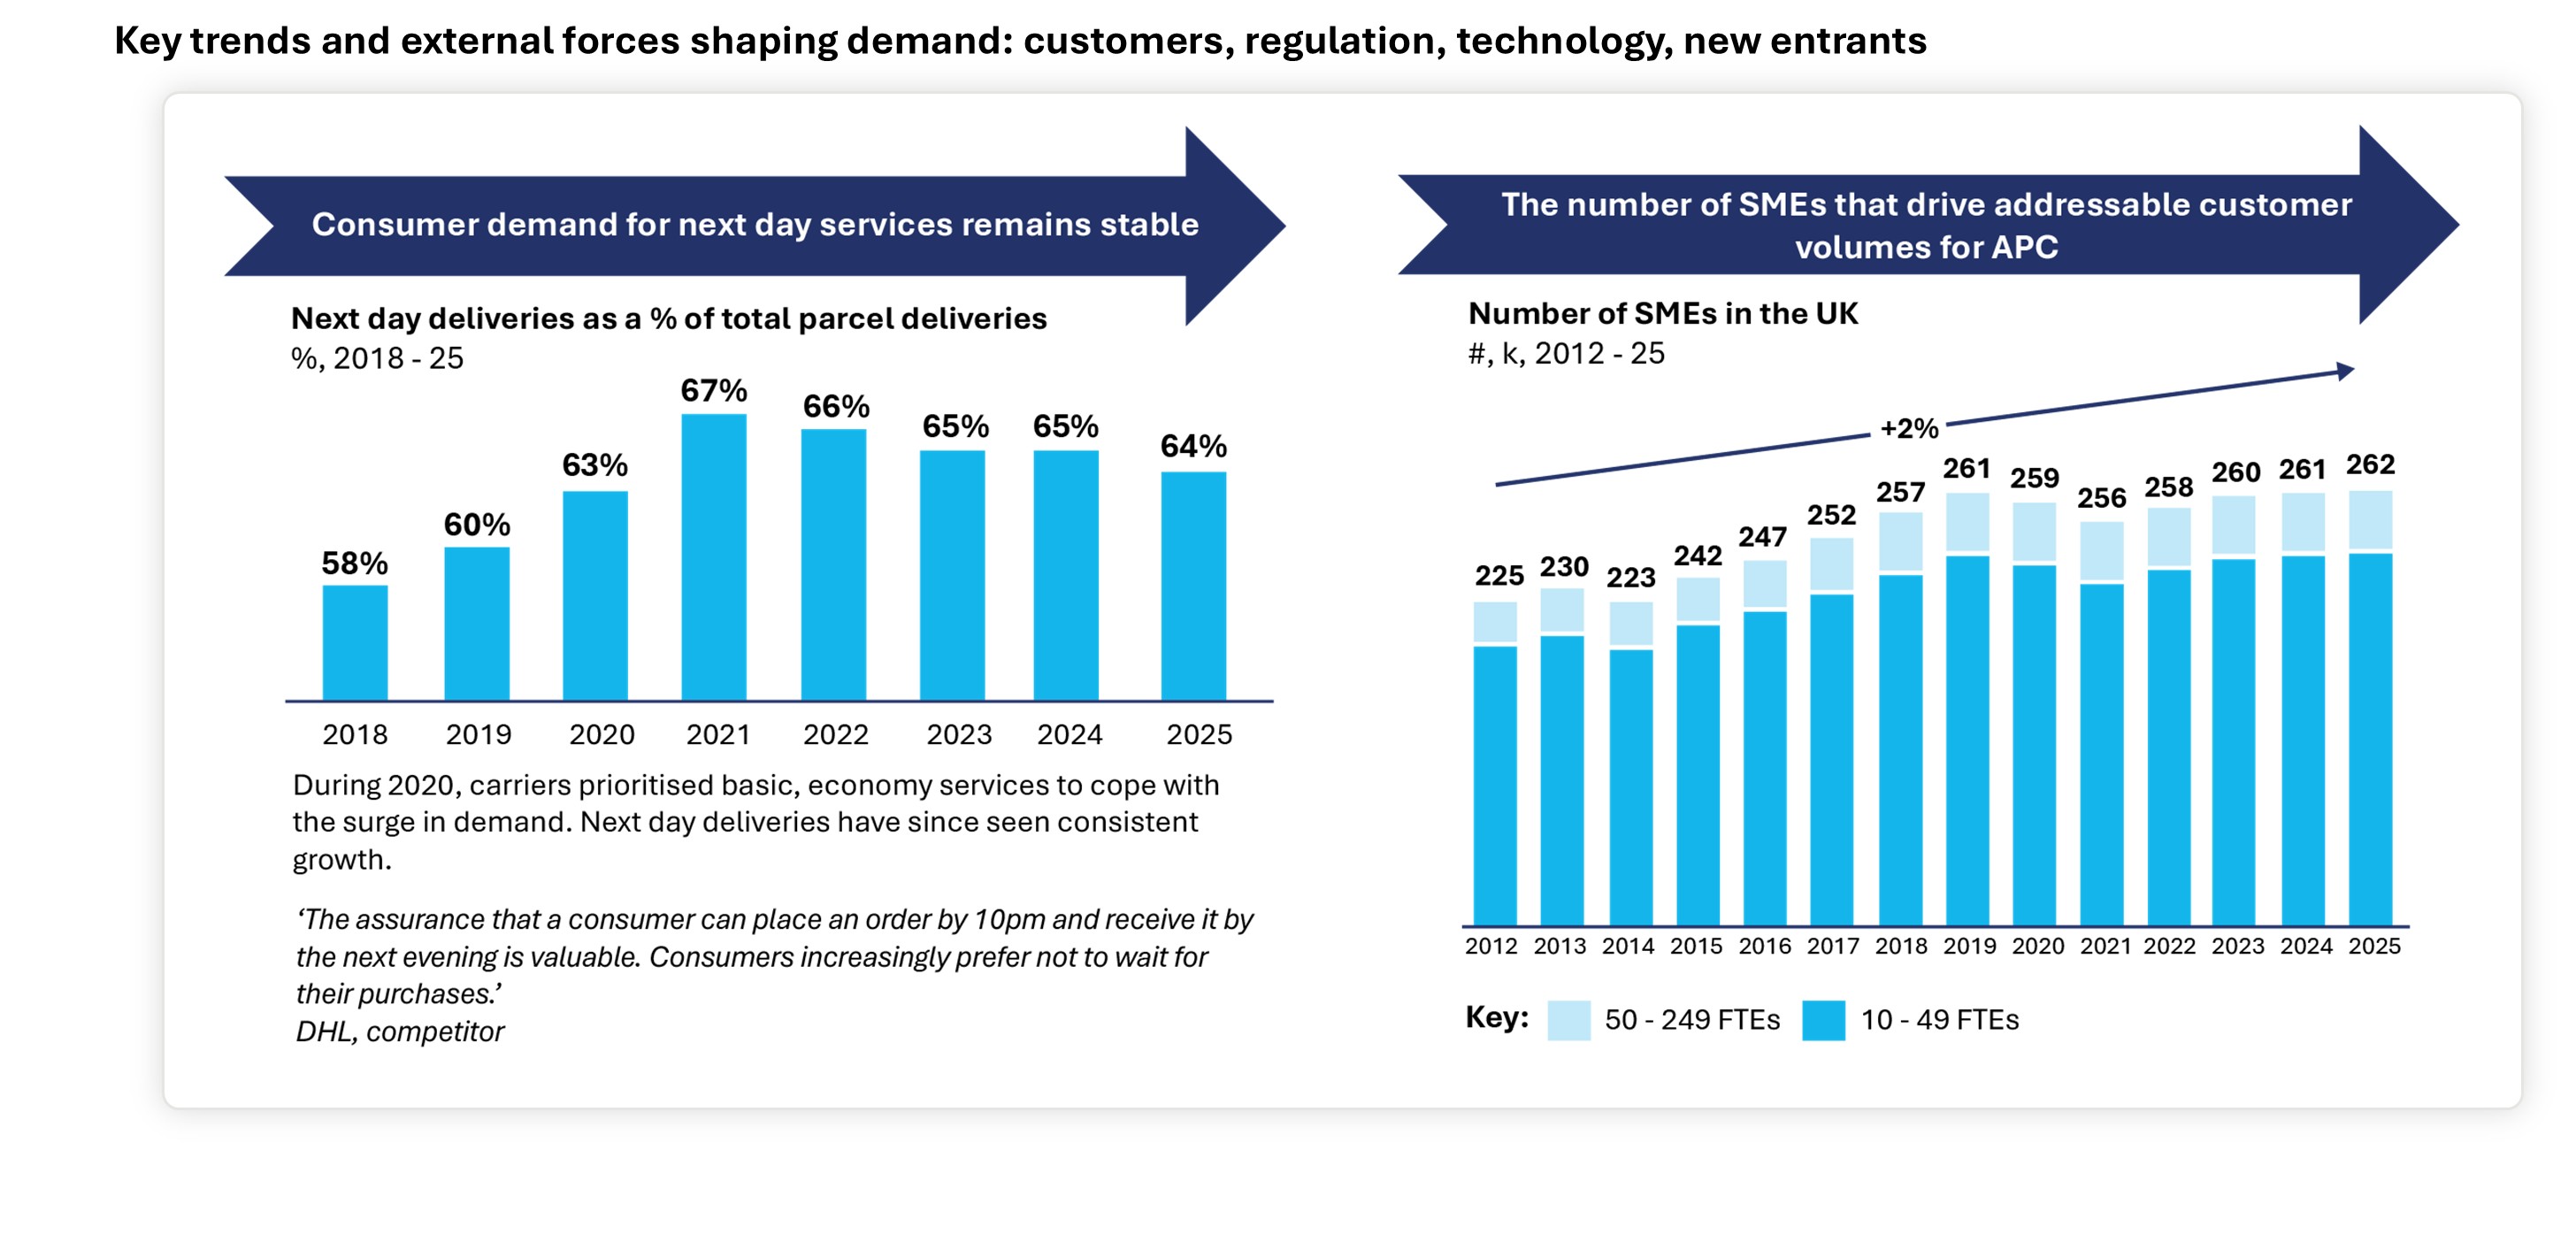 Key trends and external forces shaping demand: customers, regulation, technology, new entrants
Consumer demand for next day services remains stable
Next day deliveries as a % of total parcel deliveries
%, 2018 - 25
58%
60%
63%
67%
66%
65%
65%
64%
2018
2019
2020
2021
2022
2023
2024
2025
During 2020, carriers prioritised basic, economy services to cope with
the surge in demand. Next day deliveries have since seen consistent
growth.
‘The assurance that a consumer can place an order by 10pm and receive it by
the next evening is valuable. Consumers increasingly prefer not to wait for
their purchases.’
DHL, competitor
The number of SMEs that drive addressable customer
volumes for APC
Number of SMEs in the UK
#, k, 2012 - 25
+2%
225
230
223
242
247
252
257
261
259
256
258
260
261
262
2012
2013
2014
2015
2016
2017
2018
2019
2020
2021
2022
2023
2024
2025
Key:
50 - 249 FTEs
10 - 49 FTEs